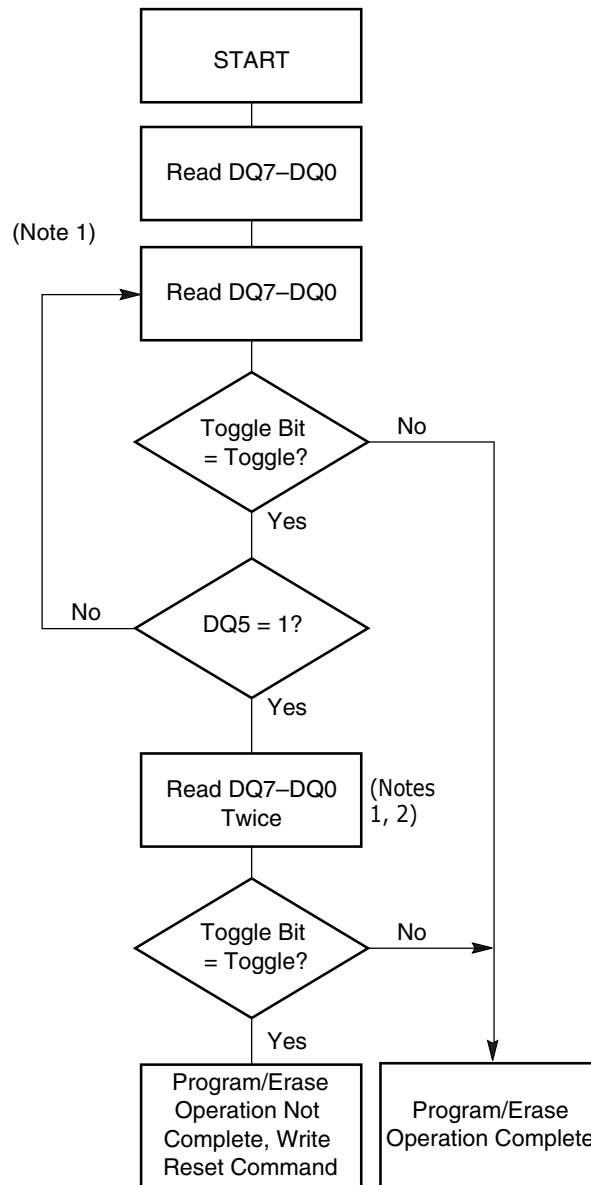 START
Read DQ7–DQ0
(Note 1)
Read DQ7–DQ0
Toggle Bit
= Toggle?
No
Yes
No
DQ5 = 1?
Yes
Read DQ7–DQ0
Twice
(Notes
1, 2)
Toggle Bit
= Toggle?
No
Yes
Program/Erase
Operation Not
Complete, Write
Reset Command
Program/Erase
Operation Complete